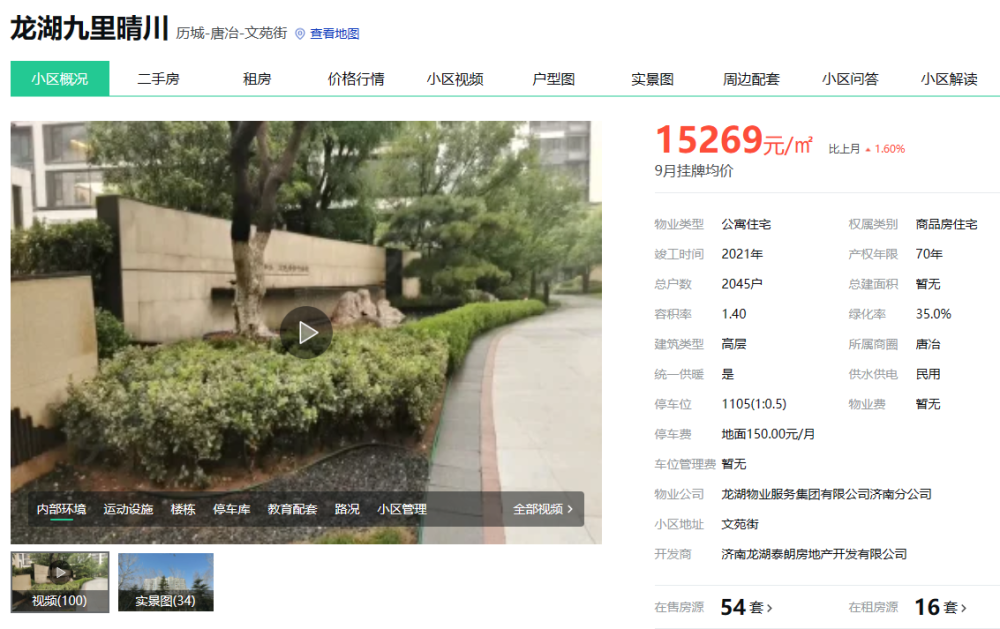 龙湖九里晴川 历城-唐冶-文苑街 查看地图
小区概况 二手房 租房 价格行情 小区视频 户型图 实景图 周边配套 小区问答 小区解读
15269元/㎡ 比上月 1.60%
9月挂牌均价
物业类型 公寓住宅 权属类别 商品房住宅
竣工时间 2021年 产权年限 70年
总户数 2045户 总建面积 暂无
容积率 1.40 绿化率 35.0%
建筑类型 高层 所属商圈 唐冶
统一供暖 是 供水供电 民用
停车位 1105(1:0.5) 物业费 暂无
停车费 地面150.00元/月
车位管理费 暂无
物业公司 龙湖物业服务集团有限公司济南分公司
小区地址 文苑街
开发商 济南龙湖泰朗房地产开发有限公司
内部环境 运动设施 楼栋 停车库 教育配套 路况 小区管理 全部视频 >
视频(100) 实景图(34)
在售房源 54 套 > 在租房源 16 套 >